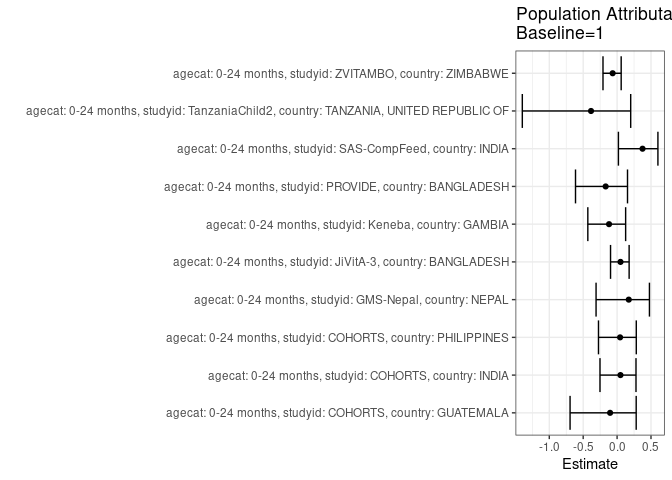 Population Attributa
Baseline=1
agecat: 0-24 months, studyid: ZVITAMBO, country: ZIMBABWE
agecat: 0-24 months, studyid: TanzaniaChild2, country: TANZANIA, UNITED REPUBLIC OF
agecat: 0-24 months, studyid: SAS-CompFeed, country: INDIA
agecat: 0-24 months, studyid: PROVIDE, country: BANGLADESH
agecat: 0-24 months, studyid: Keneba, country: GAMBIA
agecat: 0-24 months, studyid: JiVitA-3, country: BANGLADESH
agecat: 0-24 months, studyid: GMS-Nepal, country: NEPAL
agecat: 0-24 months, studyid: COHORTS, country: PHILIPPINES
agecat: 0-24 months, studyid: COHORTS, country: INDIA
agecat: 0-24 months, studyid: COHORTS, country: GUATEMALA
-1.0 -0.5 0.0 0.5
Estimate